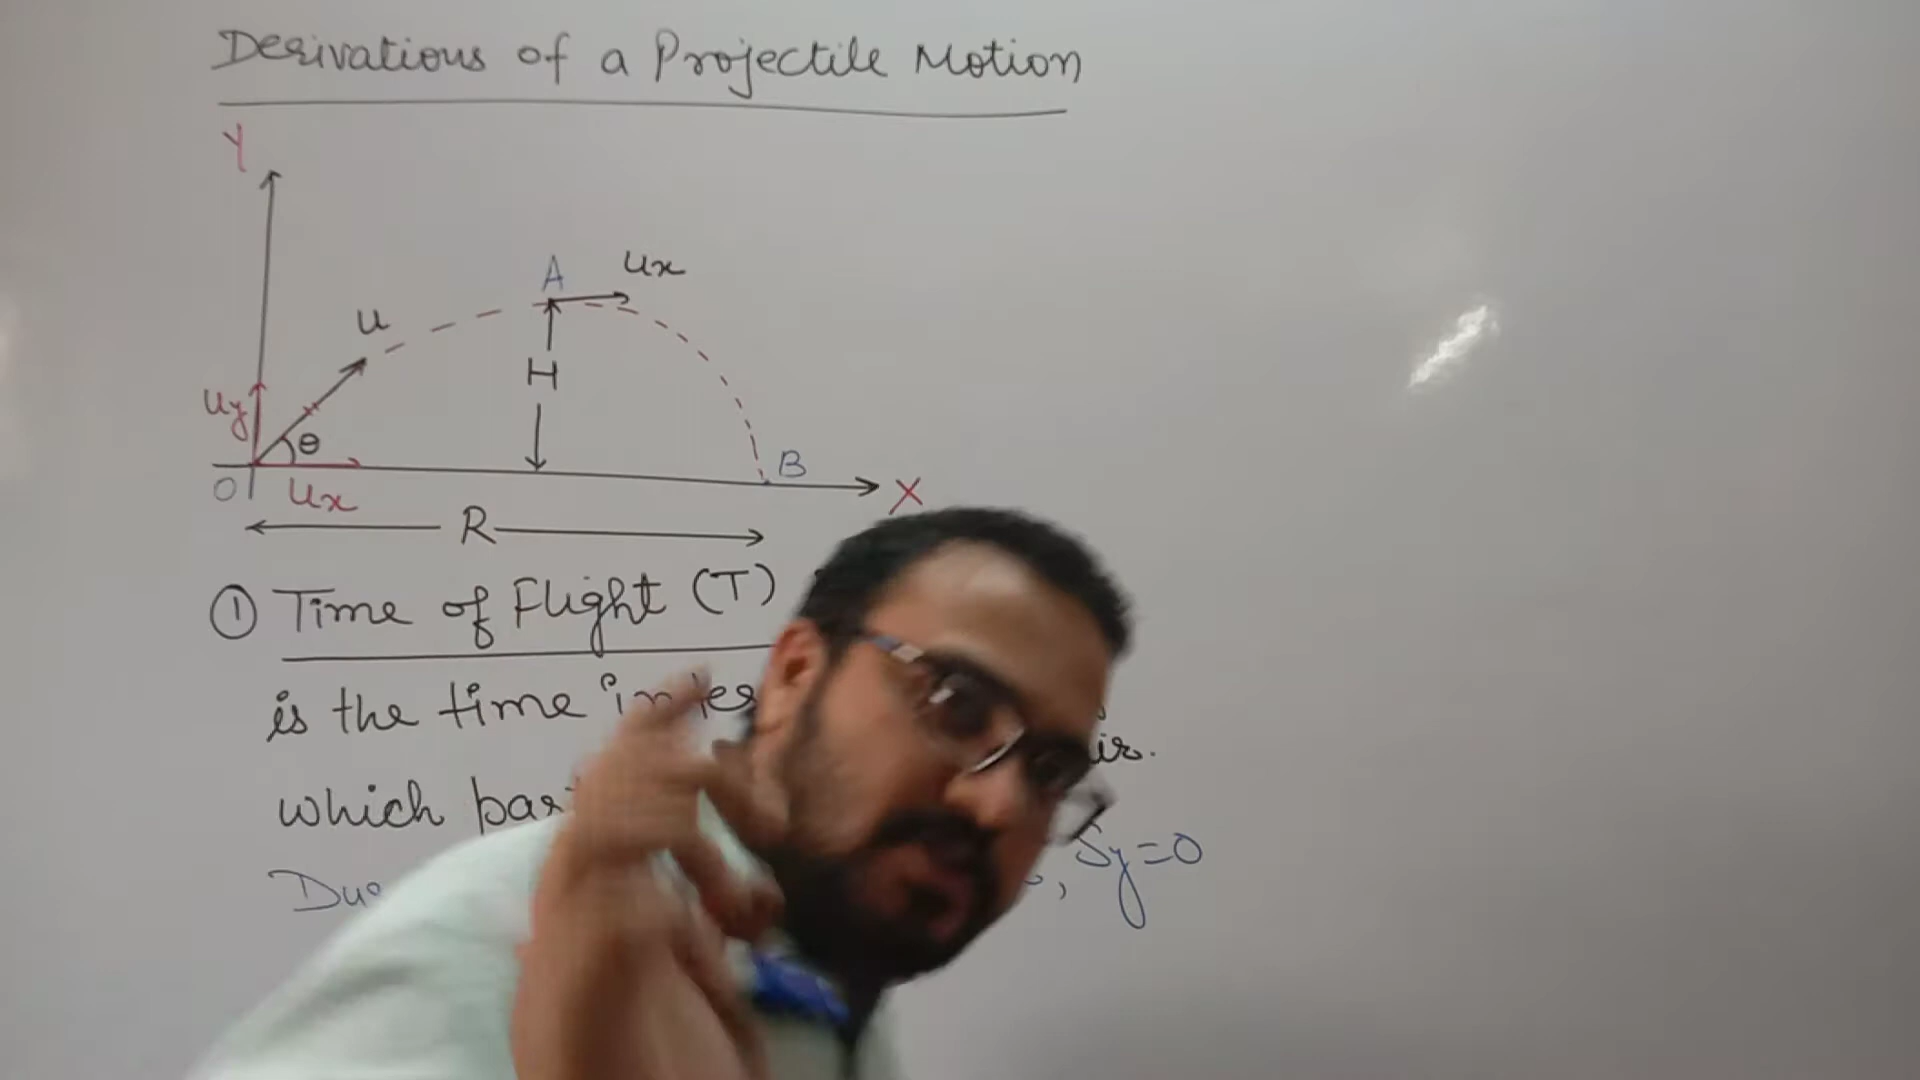 Derivations of a Projectile Motion
Y
A
ux
u
H
uy
θ
B
O
ux
X
R
① Time of Flight (T)
is the time
which
Sy=0